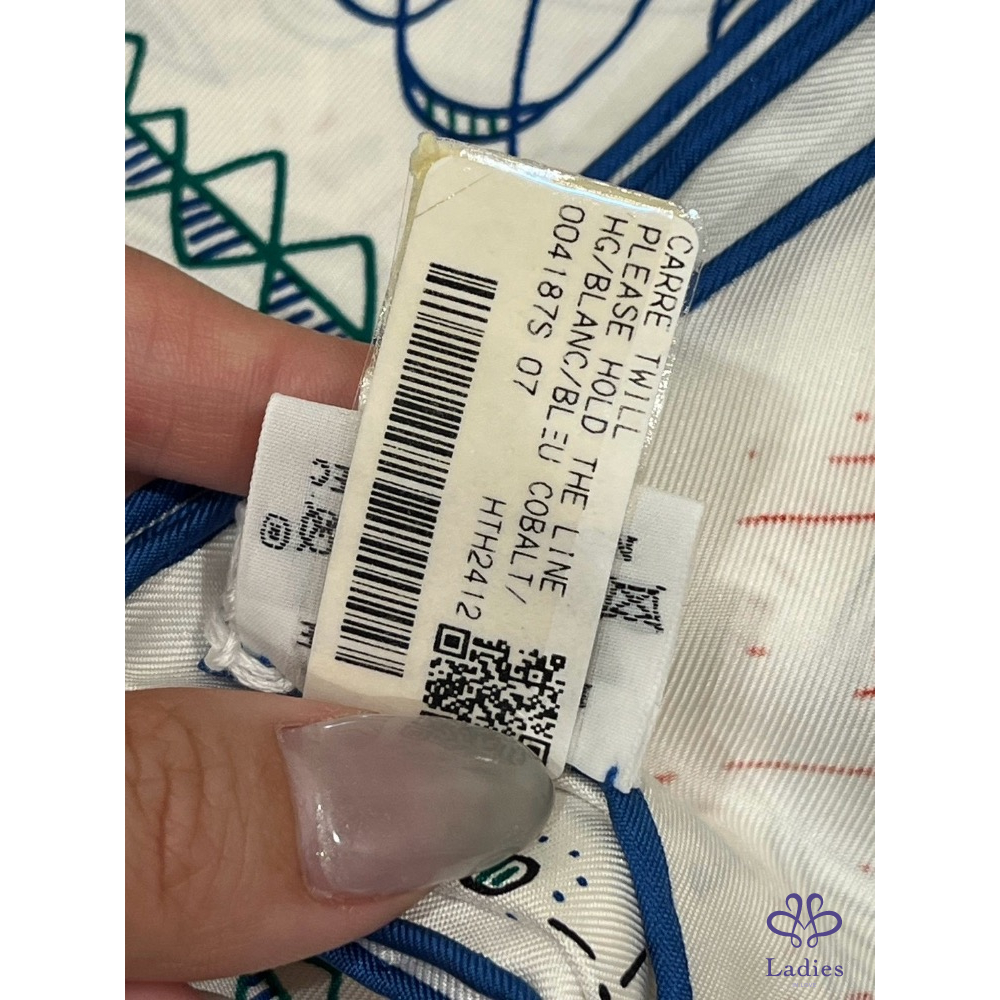 CARRE TWILL
PLEASE HOLD THE LINE
HG/BLANC/BLEU COBALT/
004187S 07
HTH2412
Ladies